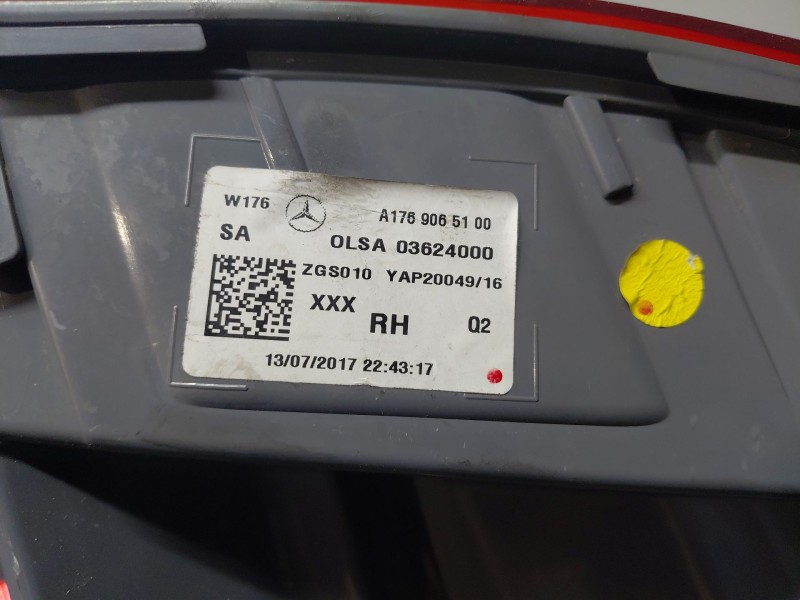 W176 A176 906 51 00
SA OLSA 03624000
ZGS010 YAP20049/16
XXX RH Q2
13/07/2017 22:43:17